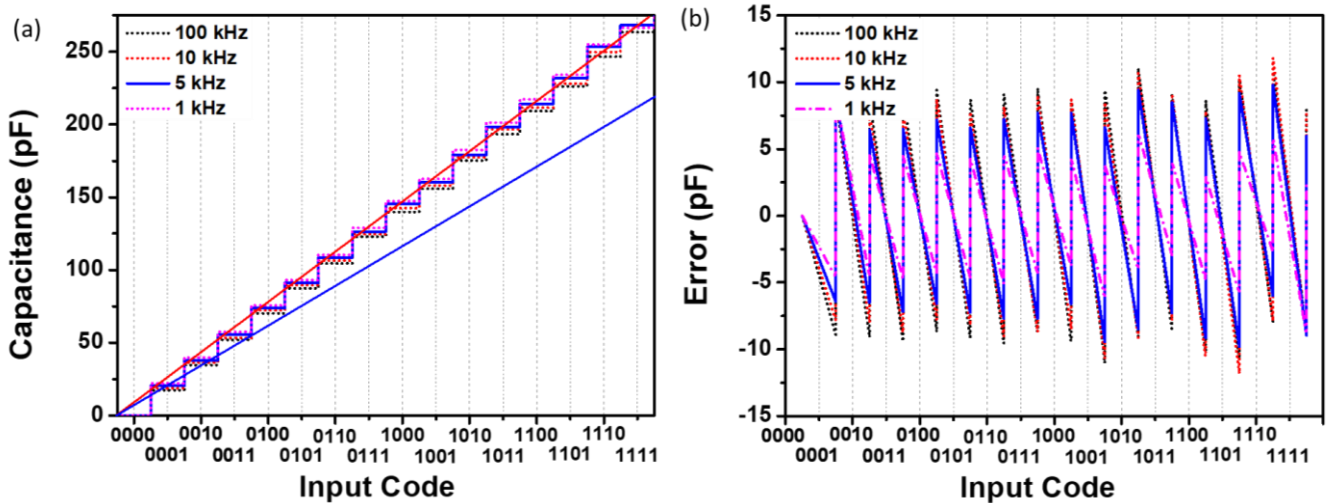 (a)
100 kHz
10 kHz
5 kHz
1 kHz
Capacitance (pF)
250
200
150
100
50
0
0000 0010 0100 0110 1000 1010 1100 1110
0001 0011 0101 0111 1001 1011 1101 1111
Input Code
(b)
100 kHz
10 kHz
5 kHz
1 kHz
Error (pF)
15
10
5
0
-5
-10
-15
0000 0010 0100 0110 1000 1010 1100 1110
0001 0011 0101 0111 1001 1011 1101 1111
Input Code